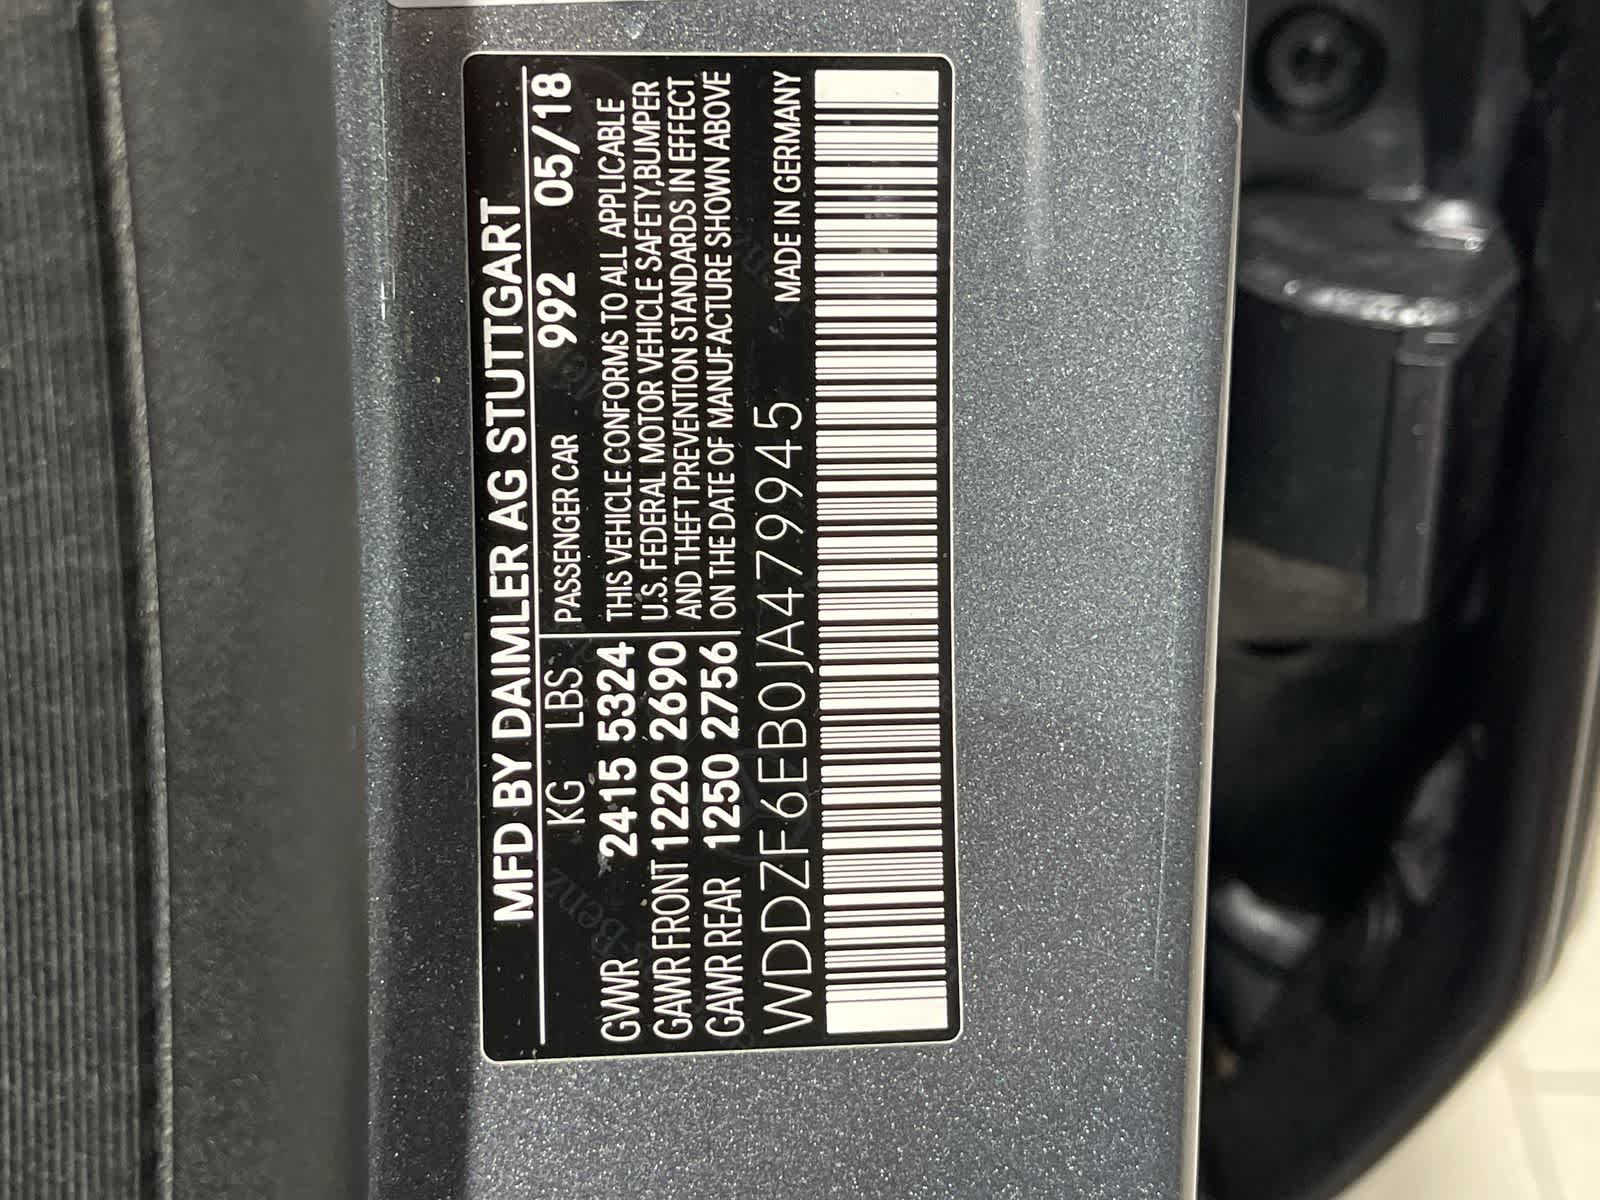 MFD BY DAIMLER AG STUTTGART
KG LBS PASSENGER CAR 992 05/18
GVWR 2415 5324 THIS VEHICLE CONFORMS TO ALL APPLICABLE
GAWR FRONT 1220 2690 U.S. FEDERAL MOTOR VEHICLE SAFETY,BUMPER
GAWR REAR 1250 2756 AND THEFT PREVENTION STANDARDS IN EFFECT
ON THE DATE OF MANUFACTURE SHOWN ABOVE
WDDZF6EB0JA479945 MADE IN GERMANY